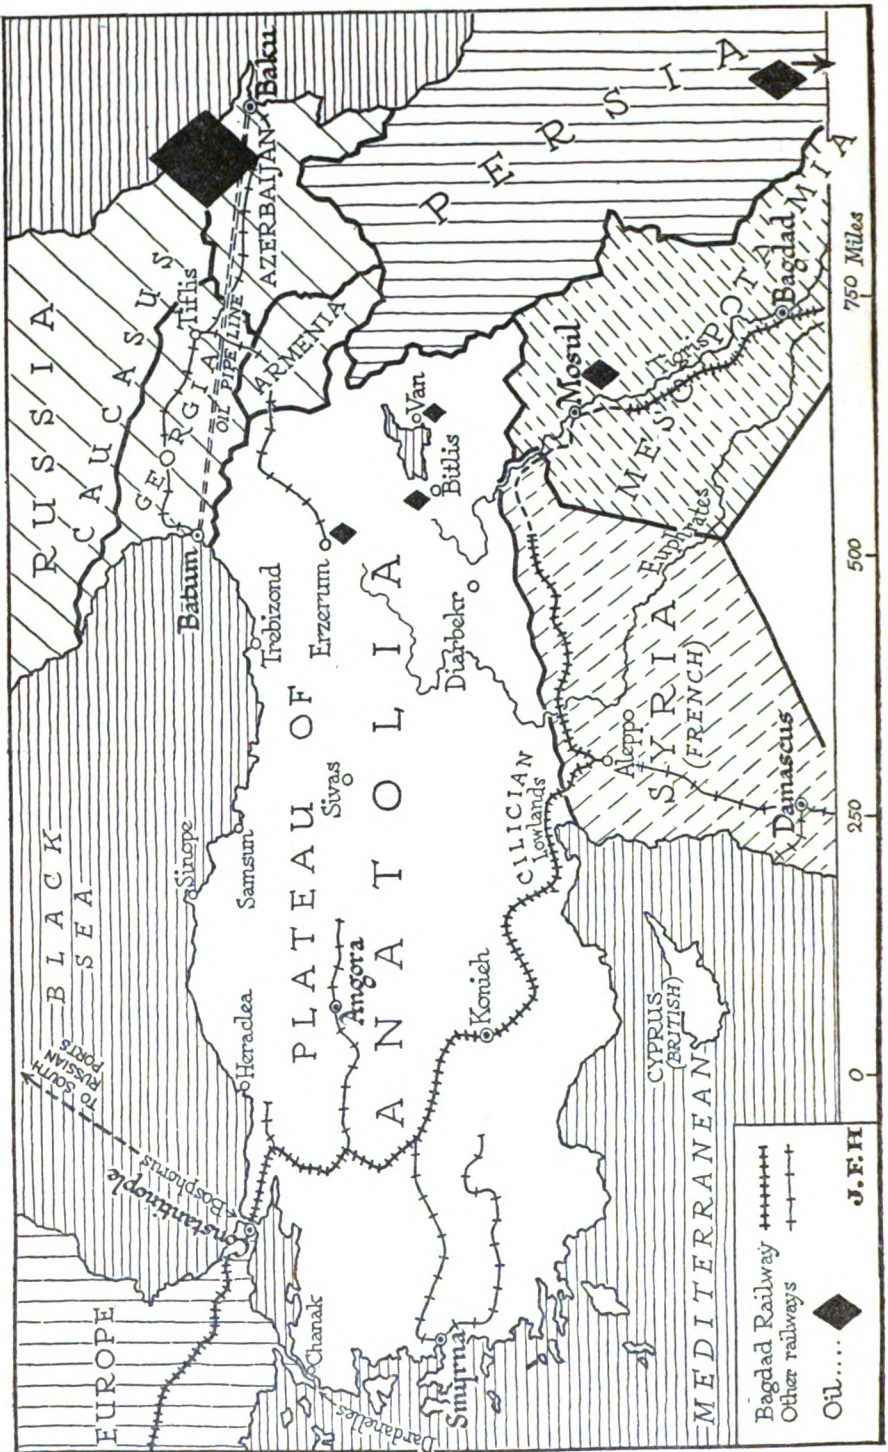 RUSSIA
CAUCASUS
BLACK
SEA
EUROPE
TO SOUTH
RUSSIAN
PORTS
Bosphorus
Constantinople
Chanak
Dardanelles
Smyrna
Heraclea
Sinope
Samsun
Trebizond
Batum
GEORGIA
Tiflis
OIL PIPE LINE
AZERBAIJAN
Baku
ARMENIA
Erzerum
PLATEAU OF
ANATOLIA
Angora
Sivas
Konieh
Diarbekr
Bitlis
Van
PERSIA
CILICIAN
Lowlands
Mosul
Tigris
MESOPOTAMIA
Bagdad
Euphrates
Aleppo
SYRIA
(FRENCH)
Damascus
CYPRUS
(BRITISH)
MEDITERRANEAN
Bagdad Railway
Other railways
Oil.....
J.F.H
0 250 500 750 Miles